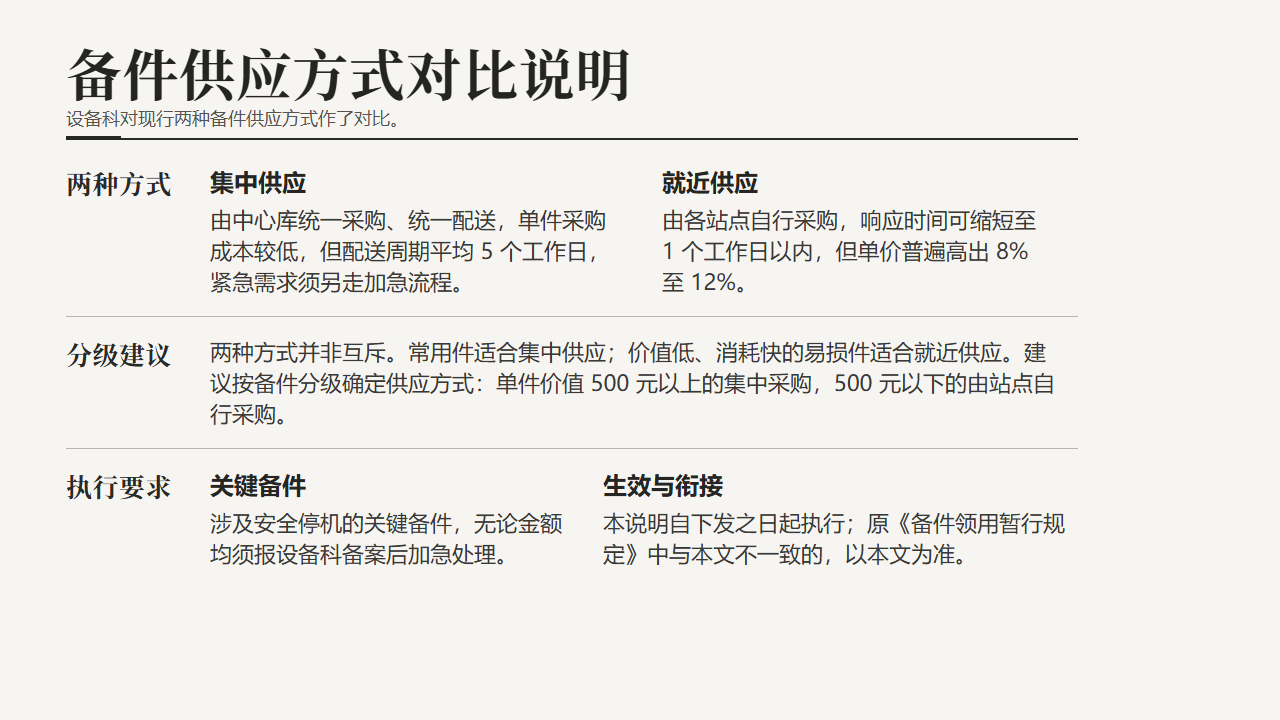 备件供应方式对比说明
设备科对现行两种备件供应方式作了对比。
两种方式
集中供应
由中心库统一采购、统一配送，单件采购
成本较低，但配送周期平均 5 个工作日，
紧急需求须另走加急流程。
就近供应
由各站点自行采购，响应时间可缩短至
1 个工作日以内，但单价普遍高出 8%
至 12%。
分级建议
两种方式并非互斥。常用件适合集中供应；价值低、消耗快的易损件适合就近供应。建
议按备件分级确定供应方式：单件价值 500 元以上的集中采购，500 元以下的由站点自
行采购。
执行要求
关键备件
涉及安全停机的关键备件，无论金额
均须报设备科备案后加急处理。
生效与衔接
本说明自下发之日起执行；原《备件领用暂行规
定》中与本文不一致的，以本文为准。